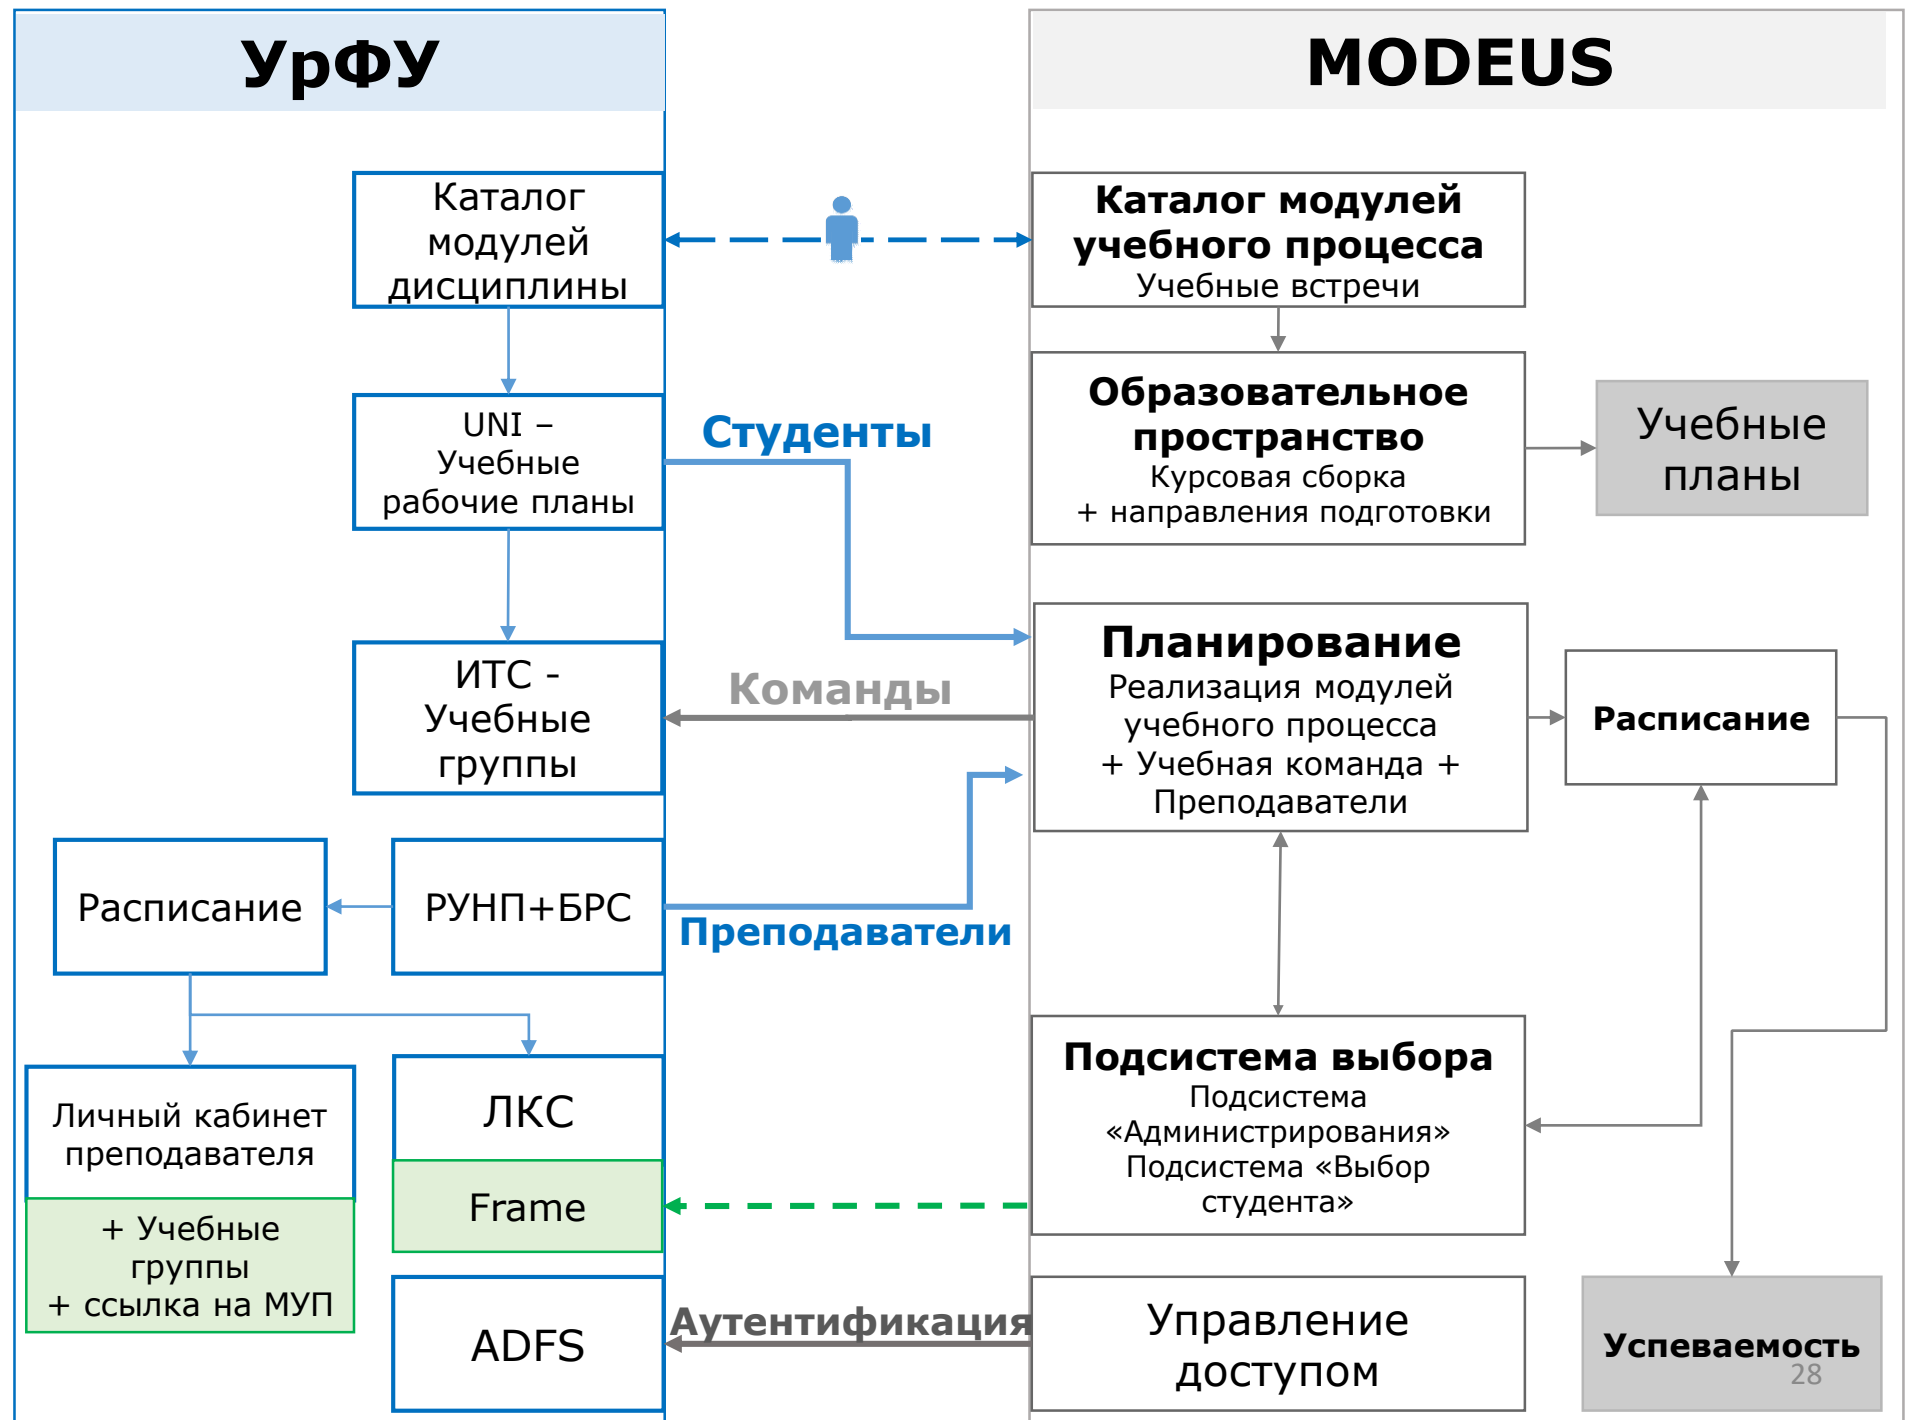 УрФУ
MODEUS
Каталог
модулей
дисциплины
Каталог модулей
учебного процесса
Учебные встречи
UNI –
Учебные
рабочие планы
Студенты
Образовательное
пространство
Курсовая сборка
+ направления подготовки
Учебные
планы
ИТС -
Учебные
группы
Команды
Планирование
Реализация модулей
учебного процесса
+ Учебная команда +
Преподаватели
Расписание
Расписание
РУНП+БРС
Преподаватели
Личный кабинет
преподавателя
+ Учебные
группы
+ ссылка на МУП
ЛКС
Frame
Подсистема выбора
Подсистема
«Администрирования»
Подсистема «Выбор
студента»
ADFS
Аутентификация
Управление
доступом
Успеваемость
28